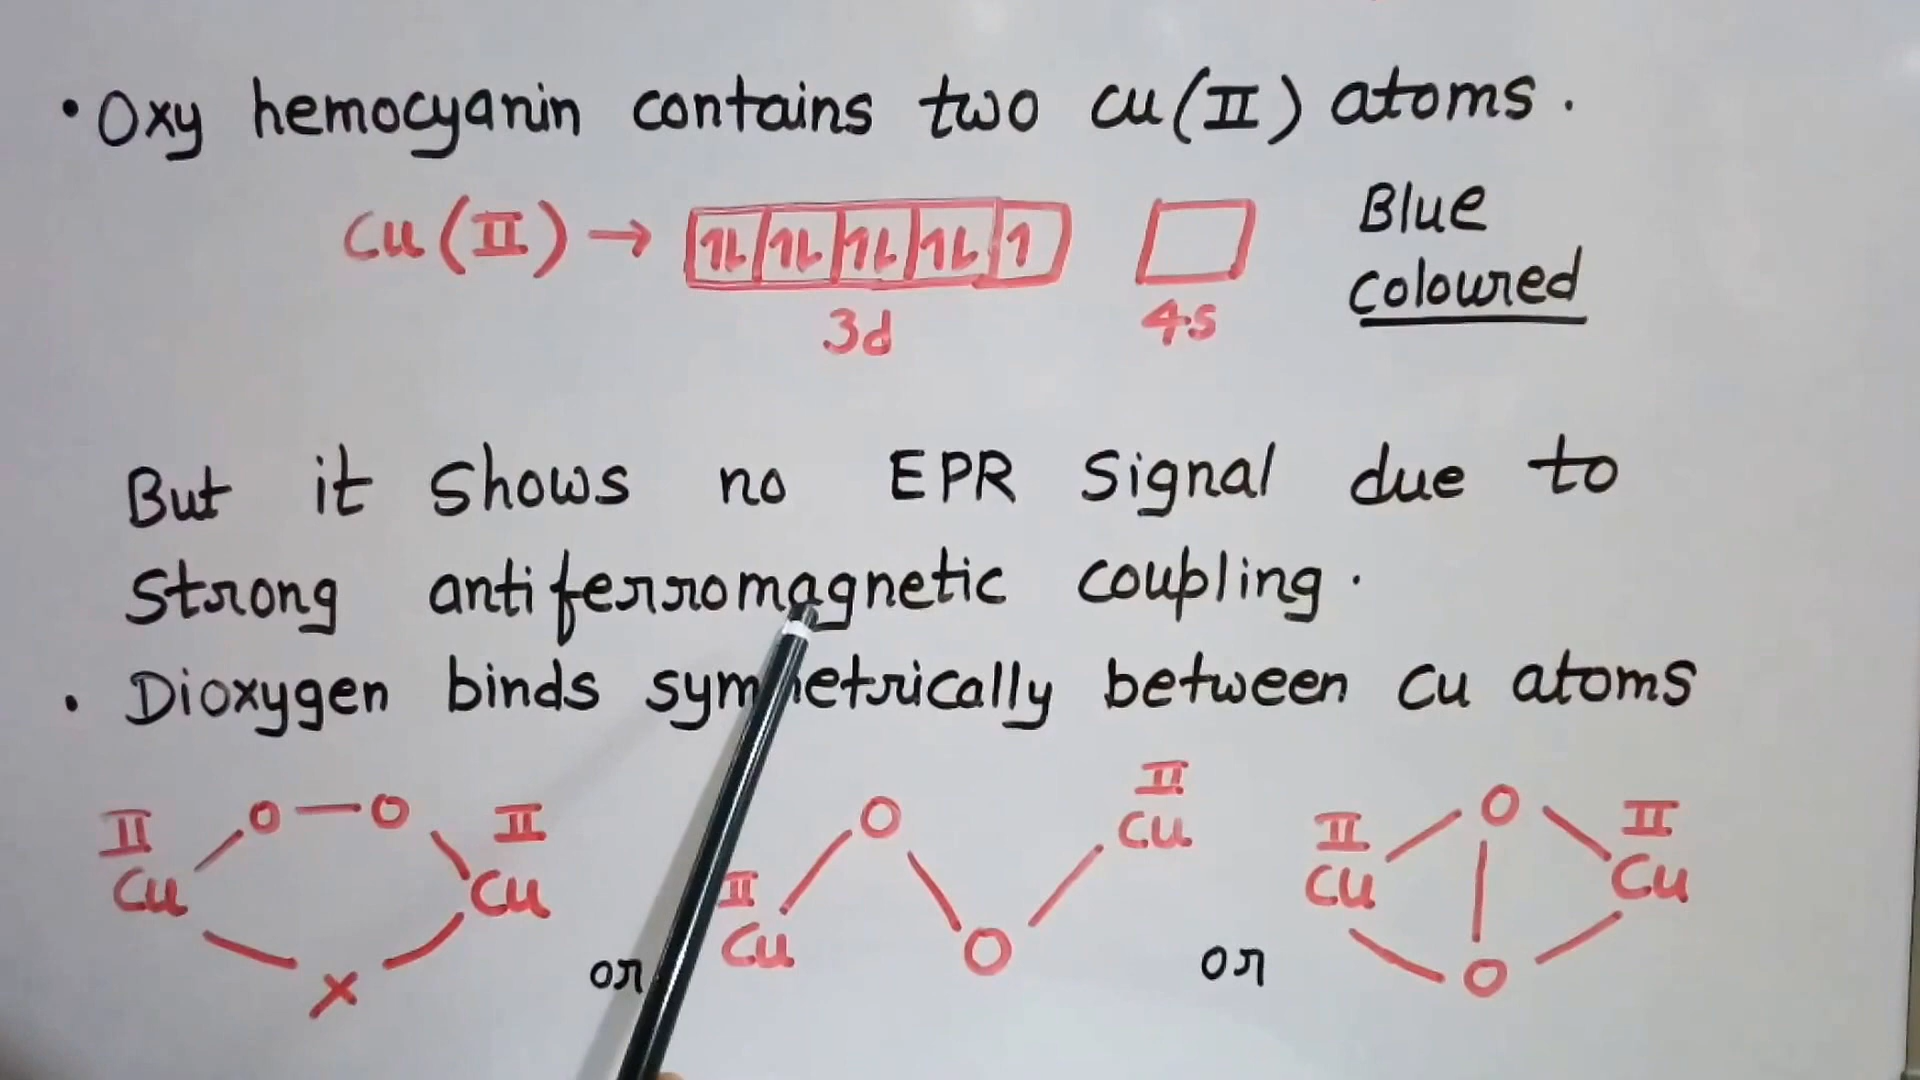 • Oxy hemocyanin contains two Cu(II) atoms.
Cu(II) → 1L 1L 1L 1L 1
3d 4s
Blue
coloured
But it shows no EPR Signal due to
Strong antiferromagnetic coupling.
• Dioxygen binds symmetrically between Cu atoms
II Cu O—O II Cu X
or
II Cu O O II Cu
or
II Cu O O II Cu